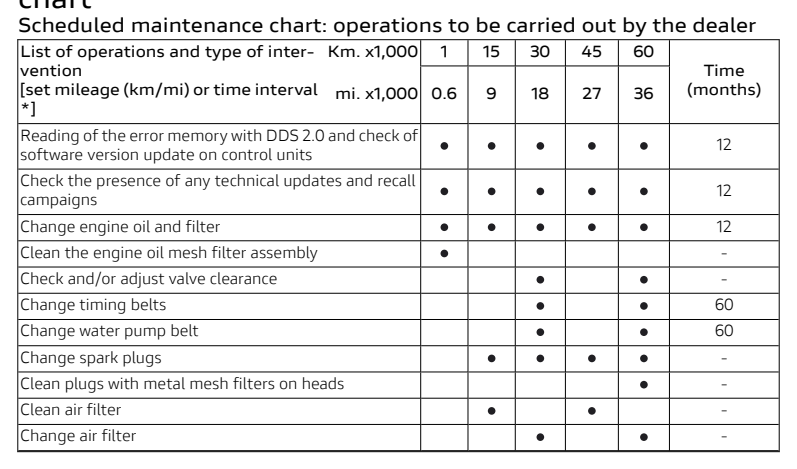 chart
Scheduled maintenance chart: operations to be carried out by the dealer
List of operations and type of inter- Km. x1,000 1 15 30 45 60 Time (months)
vention
[set mileage (km/mi) or time interval mi. x1,000 0.6 9 18 27 36
*]
Reading of the error memory with DDS 2.0 and check of
software version update on control units ● ● ● ● ● 12
Check the presence of any technical updates and recall
campaigns ● ● ● ● ● 12
Change engine oil and filter ● ● ● ● ● 12
Clean the engine oil mesh filter assembly ● -
Check and/or adjust valve clearance ● ● -
Change timing belts ● ● 60
Change water pump belt ● ● 60
Change spark plugs ● ● ● ● -
Clean plugs with metal mesh filters on heads ● -
Clean air filter ● ● -
Change air filter ● ● -